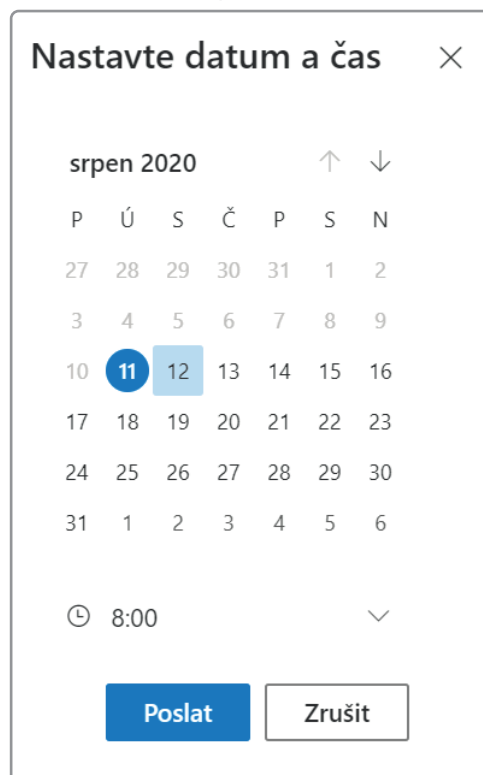 Nastavte datum a čas
srpen 2020
P Ú S Č P S N
27 28 29 30 31 1 2
3 4 5 6 7 8 9
10 11 12 13 14 15 16
17 18 19 20 21 22 23
24 25 26 27 28 29 30
31 1 2 3 4 5 6
8:00
Poslat Zrušit